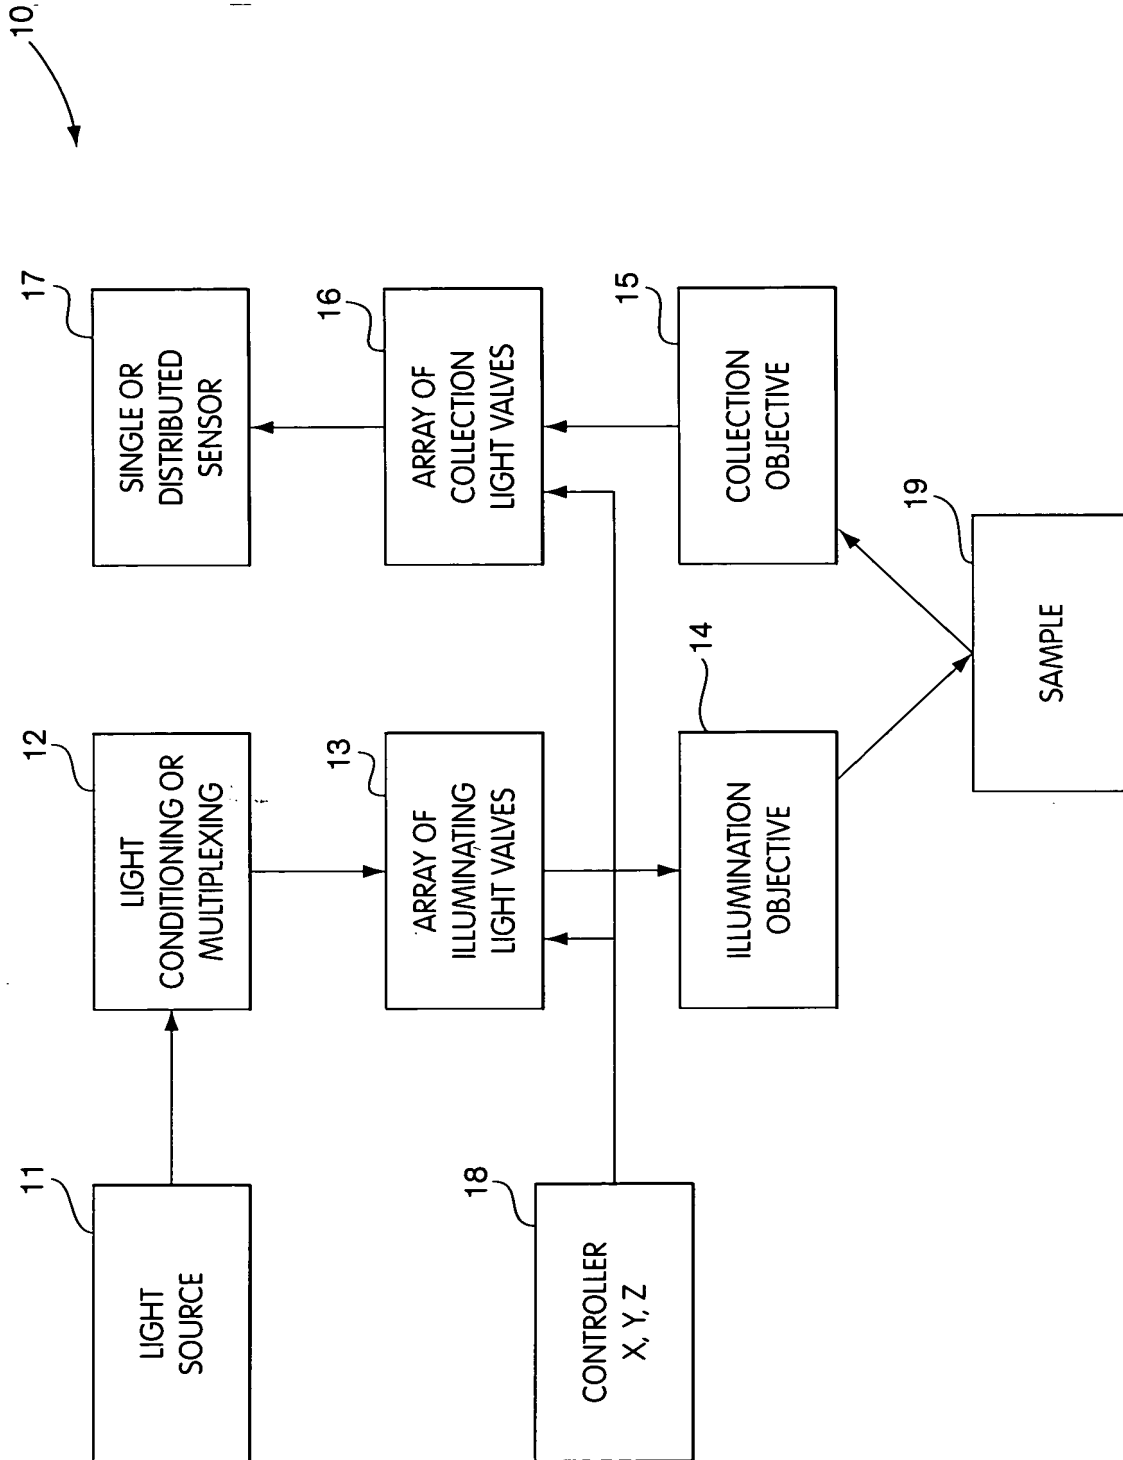 10
11
LIGHT
SOURCE
12
LIGHT
CONDITIONING OR
MULTIPLEXING
17
SINGLE OR
DISTRIBUTED
SENSOR
13
ARRAY OF
ILLUMINATING
LIGHT VALVES
16
ARRAY OF
COLLECTION
LIGHT VALVES
18
CONTROLLER
X, Y, Z
14
ILLUMINATION
OBJECTIVE
15
COLLECTION
OBJECTIVE
19
SAMPLE